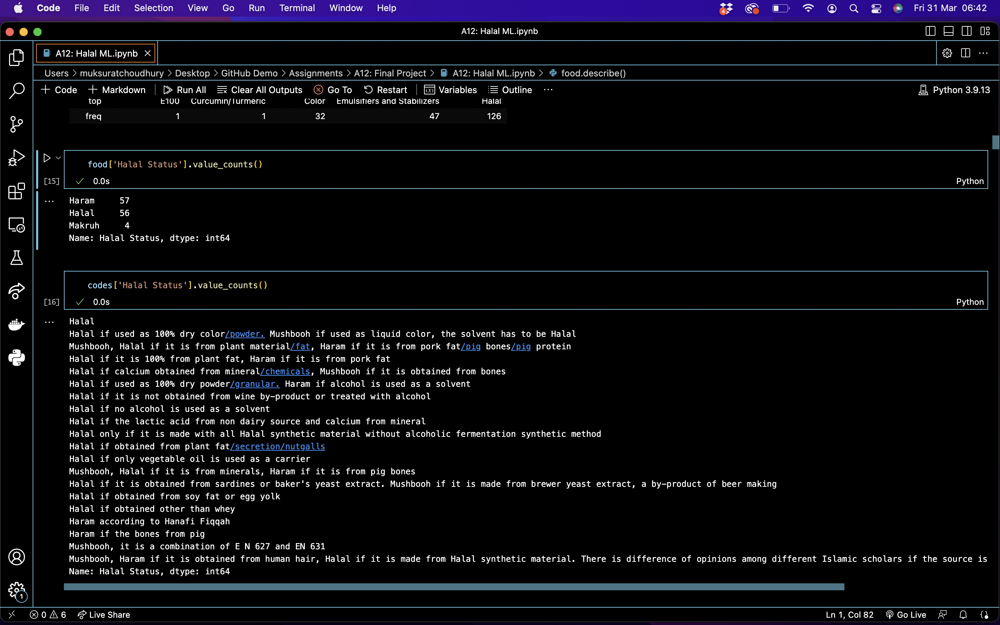 Code File Edit Selection View Go Run Terminal Window Help 4 Fri 31 Mar 06:42
A12: Halal ML.ipynb
A12: Halal ML.ipynb
Users > muksuratchoudhury > Desktop > GitHub Demo > Assignments > A12: Final Project > A12: Halal ML.ipynb > food.describe()
+ Code + Markdown Run All Clear All Outputs Go To Restart Variables Outline ... Python 3.9.13
top E100 Curcumin/Turmeric Color Emulsifiers and Stabilizers Halal
freq 1 1 32 47 126
food['Halal Status'].value_counts()
[15] ✓ 0.0s Python
... Haram 57
Halal 56
Makruh 4
Name: Halal Status, dtype: int64
codes['Halal Status'].value_counts()
[16] ✓ 0.0s Python
... Halal
Halal if used as 100% dry color/powder. Mushbooh if used as liquid color, the solvent has to be Halal
Mushbooh, Halal if it is from plant material/fat, Haram if it is from pork fat/pig bones/pig protein
Halal if it is 100% from plant fat, Haram if it is from pork fat
Halal if calcium obtained from mineral/chemicals, Mushbooh if it is obtained from bones
Halal if used as 100% dry powder/granular. Haram if alcohol is used as a solvent
Halal if it is not obtained from wine by-product or treated with alcohol
Halal if no alcohol is used as a solvent
Halal if the lactic acid from non dairy source and calcium from mineral
Halal only if it is made with all Halal synthetic material without alcoholic fermentation synthetic method
Halal if obtained from plant fat/secretion/nutgalls
Halal if only vegetable oil is used as a carrier
Mushbooh, Halal if it is from minerals, Haram if it is from pig bones
Halal if it is obtained from sardines or baker's yeast extract. Mushbooh if it is made from brewer yeast extract, a by-product of beer making
Halal if obtained from soy fat or egg yolk
Halal if obtained other than whey
Haram according to Hanafi Fiqqah
Haram if the bones from pig
Mushbooh, it is a combination of E N 627 and EN 631
Mushbooh, Haram if it is obtained from human hair, Halal if it is made from Halal synthetic material. There is difference of opinions among different Islamic scholars if the source is
Name: Halal Status, dtype: int64
1
0 6 Live Share Ln 1, Col 82 Go Live